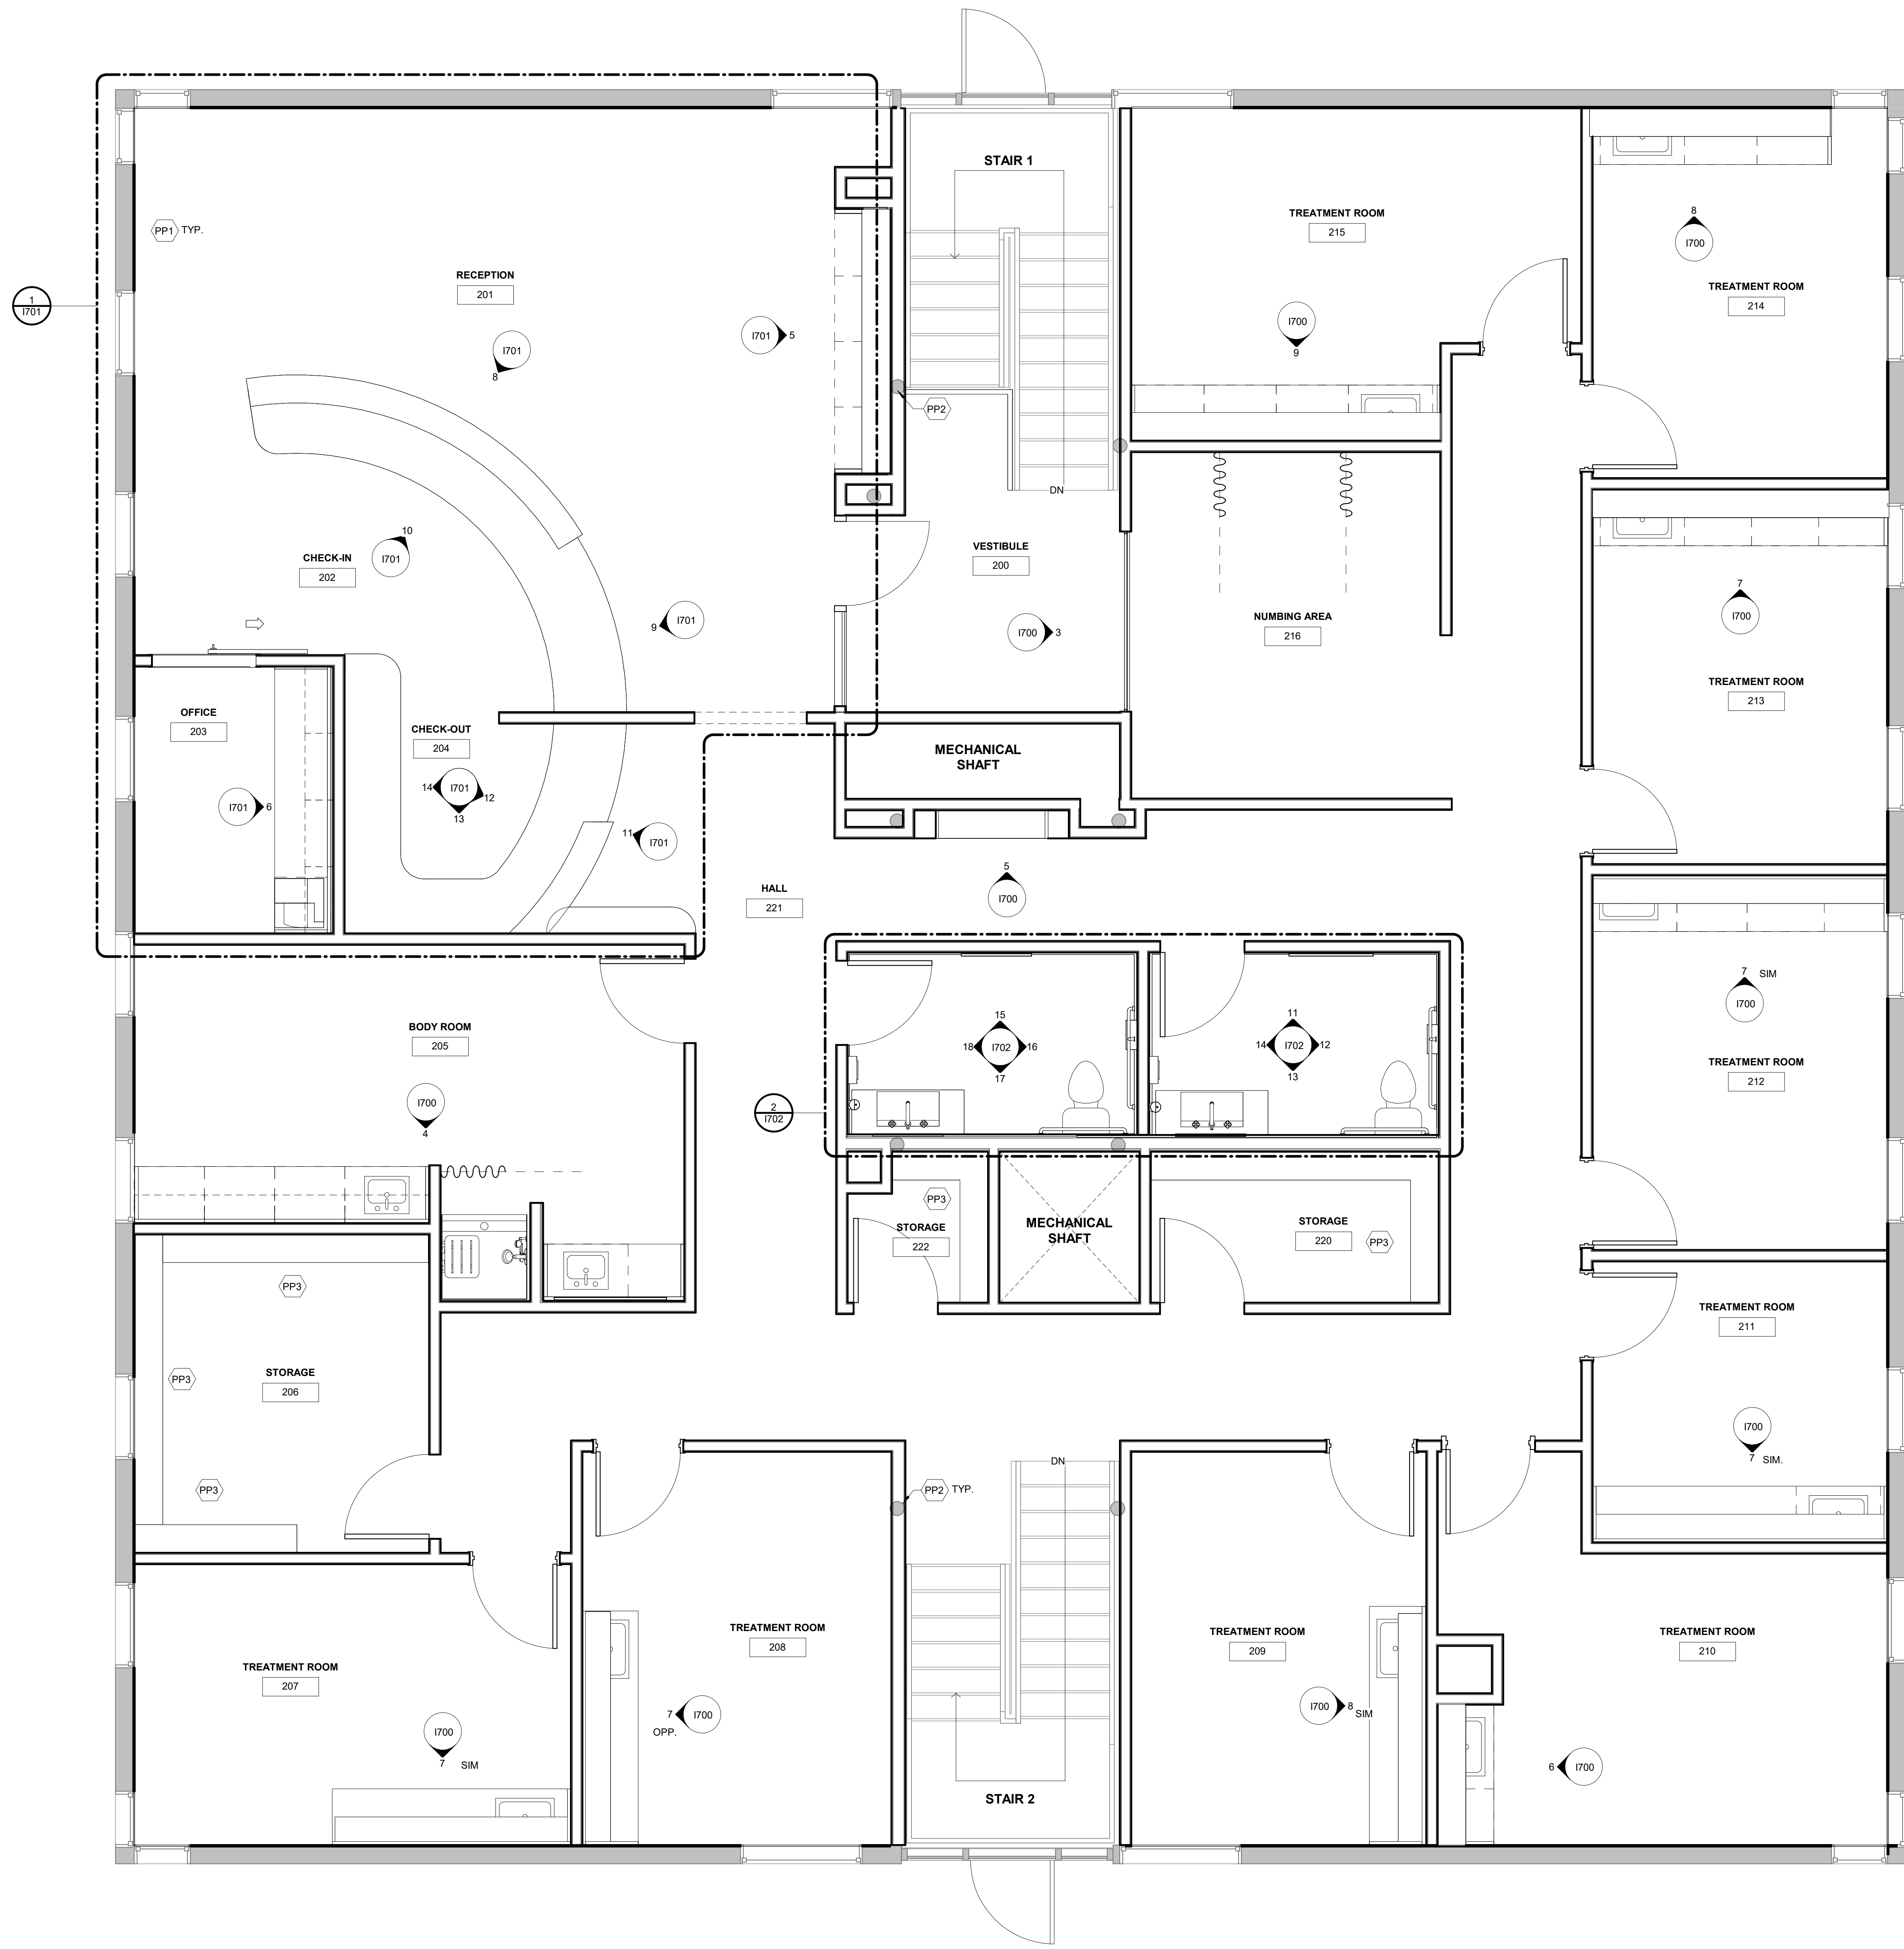 STAIR 1
TREATMENT ROOM
215
8
I700
PP1 TYP.
RECEPTION
201
TREATMENT ROOM
214
1
I701
I701 5
I701
8
I700
9
PP2
DN
10
I701
CHECK-IN
202
VESTIBULE
200
7
I700
9 I701
I700 3
NUMBING AREA
216
TREATMENT ROOM
213
OFFICE
203
CHECK-OUT
204
MECHANICAL
SHAFT
14 I701 12
13
I701 6
11 I701
HALL
221
5
I700
7 SIM
I700
BODY ROOM
205
15
18 I702 16
17
11
14 I702 12
13
TREATMENT ROOM
212
I700
4
2
I702
PP3
STORAGE
222
MECHANICAL
SHAFT
STORAGE
220
PP3
PP3
TREATMENT ROOM
211
PP3
STORAGE
206
I700
7 SIM.
PP3
DN
PP2 TYP.
TREATMENT ROOM
208
TREATMENT ROOM
209
TREATMENT ROOM
210
TREATMENT ROOM
207
7 I700
OPP.
I700 8
SIM
I700
7 SIM
6 I700
STAIR 2